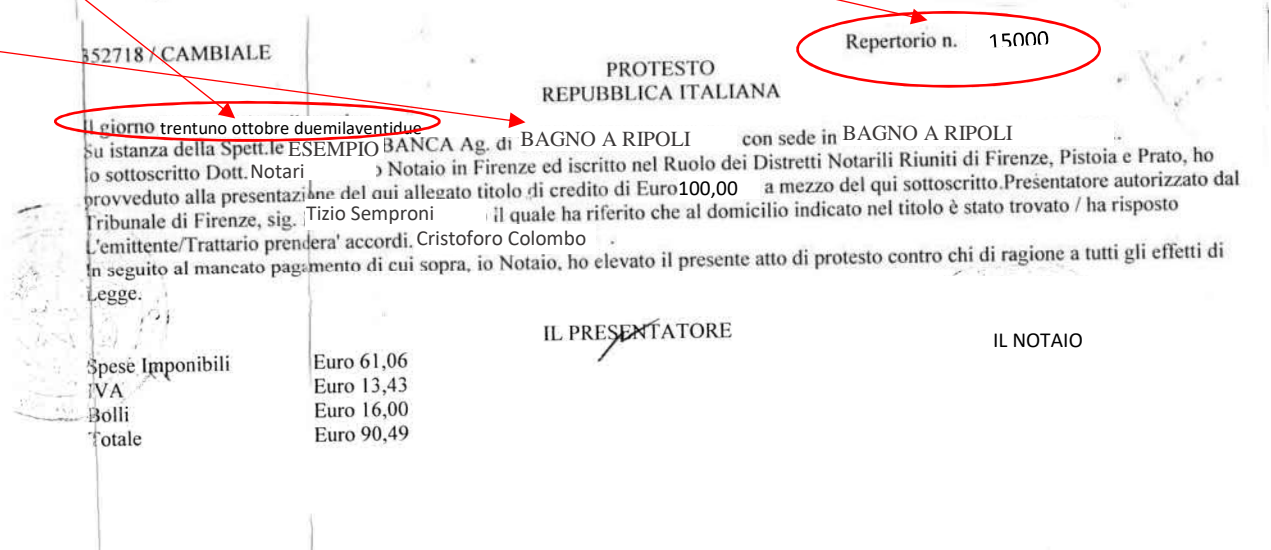 352718 / CAMBIALE
Repertorio n. 15000
PROTESTO
REPUBBLICA ITALIANA
Il giorno trentuno ottobre duemilaventidue
Su istanza della Spett.le ESEMPIO BANCA Ag. di BAGNO A RIPOLI con sede in BAGNO A RIPOLI
io sottoscritto Dott. Notari Notaio in Firenze ed iscritto nel Ruolo dei Distretti Notarili Riuniti di Firenze, Pistoia e Prato, ho
provveduto alla presentazione del qui allegato titolo di credito di Euro 100,00 a mezzo del qui sottoscritto.Presentatore autorizzato dal
Tribunale di Firenze, sig. Tizio Semproni il quale ha riferito che al domicilio indicato nel titolo è stato trovato / ha risposto
L'emittente/Trattario prendera' accordi. Cristoforo Colombo
In seguito al mancato pagamento di cui sopra, io Notaio, ho elevato il presente atto di protesto contro chi di ragione a tutti gli effetti di
Legge.
IL PRESENTATORE
IL NOTAIO
Spese Imponibili Euro 61,06
IVA Euro 13,43
Bolli Euro 16,00
Totale Euro 90,49